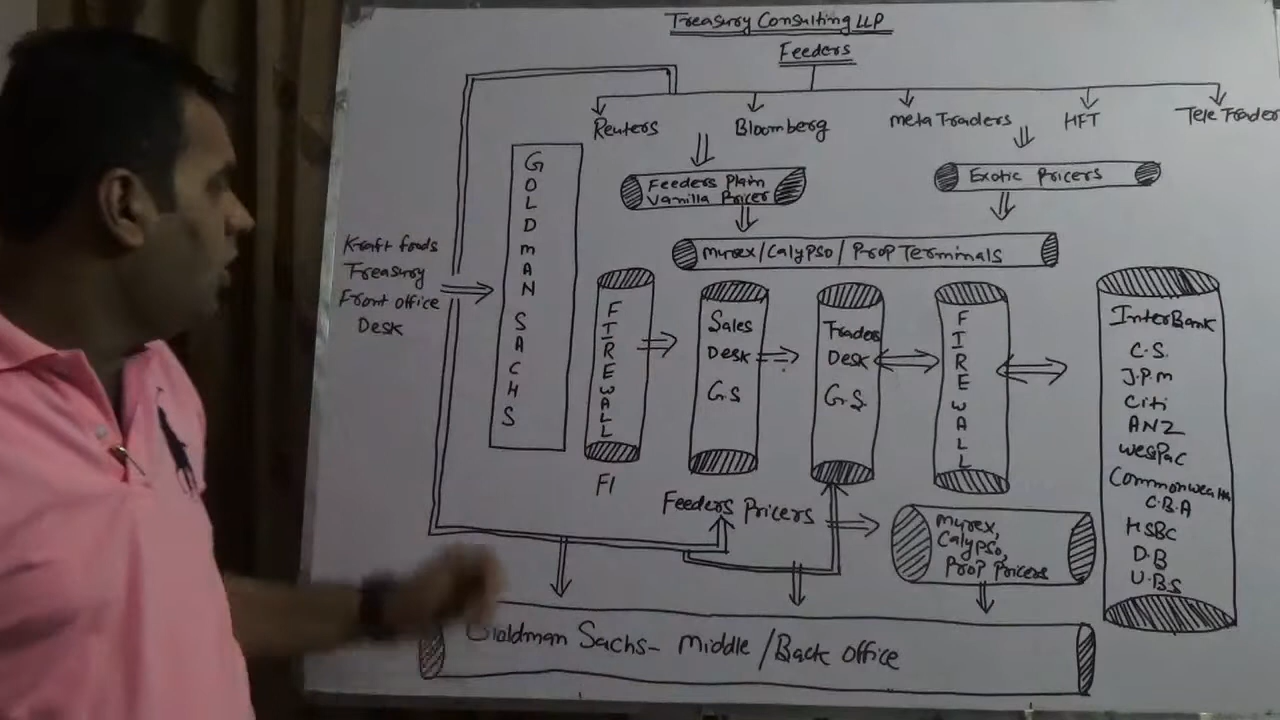 Treasury Consulting LLP
Feeders
Reuters
Bloomberg
meta Traders
HFT
Tele Trader
Feeders Plain
Vanilla Pricer
Exotic Pricers
Murex/Calypso/Prop Terminals
Kraft foods
Treasury
Front office
Desk
GOLDmAN SACHS
FIREWALL
FI
Sales
Desk
G.S
Traders
Desk
G.S.
FIREWALL
InterBank
C.S.
J.P.m
Citi
ANZ
WesPac
Commonwealth
C.B.A
HSBC
D.B
U.B.S
Feeders Pricers
Murex,
Calypso,
Prop Pricers
Goldman Sachs- Middle/Back office